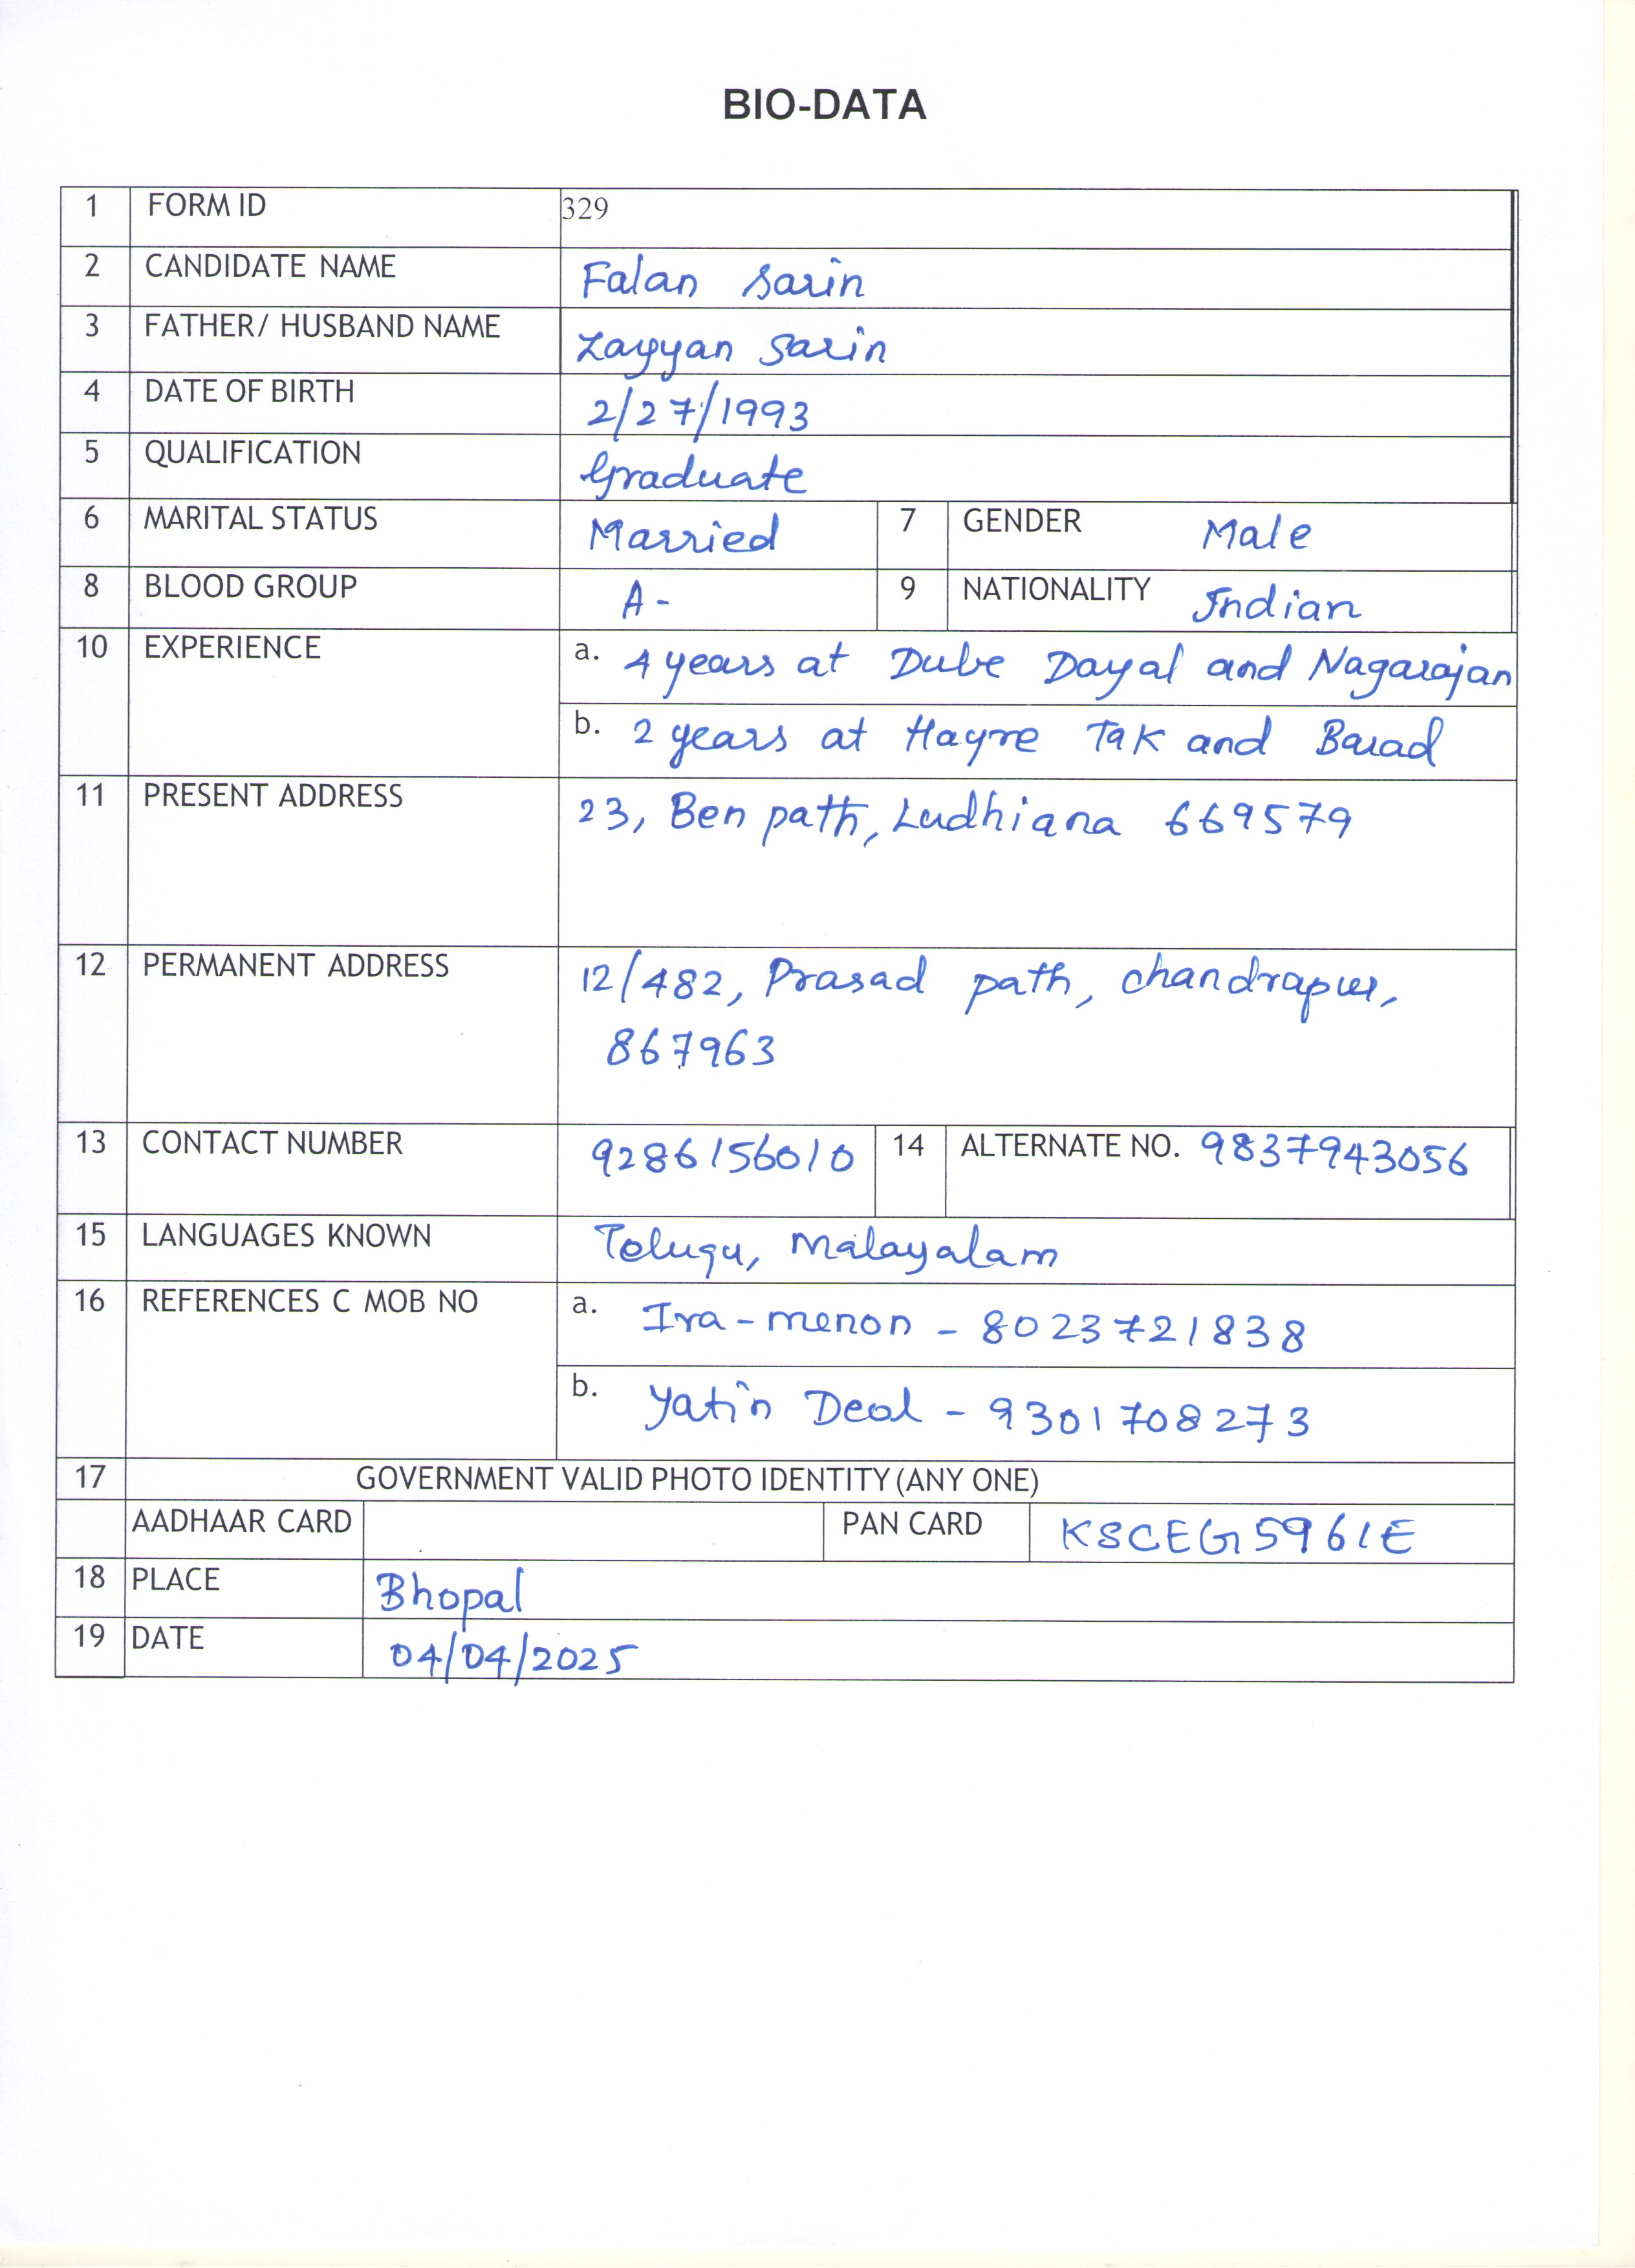 BIO-DATA
1 FORM ID 329
2 CANDIDATE NAME Falan Sarin
3 FATHER/ HUSBAND NAME Zayyan Sarin
4 DATE OF BIRTH 2/27/1993
5 QUALIFICATION Graduate
6 MARITAL STATUS Married 7 GENDER Male
8 BLOOD GROUP A- 9 NATIONALITY Indian
10 EXPERIENCE a. 4 years at Dube Dayal and Nagarajan
b. 2 years at Hayre Tak and Barad
11 PRESENT ADDRESS 23, Ben path, Ludhiana 669579
12 PERMANENT ADDRESS 12/482, Prasad path, chandrapur,
867963
13 CONTACT NUMBER 9286156010 14 ALTERNATE NO. 9837943056
15 LANGUAGES KNOWN Telugu, Malayalam
16 REFERENCES C MOB NO a. Ira-menon - 8023721838
b. Yatin Deol - 9301708273
17 GOVERNMENT VALID PHOTO IDENTITY (ANY ONE)
AADHAAR CARD PAN CARD KSCEG5961E
18 PLACE Bhopal
19 DATE 04/04/2025